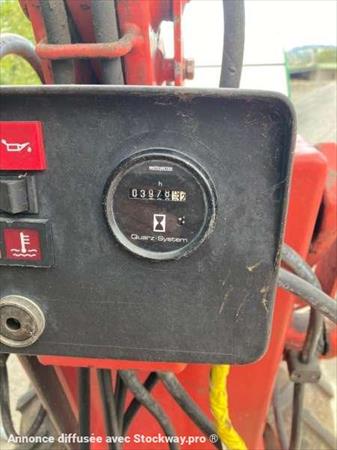 h
03978
Quarz-System
Annonce diffusée avec Stockway.pro®